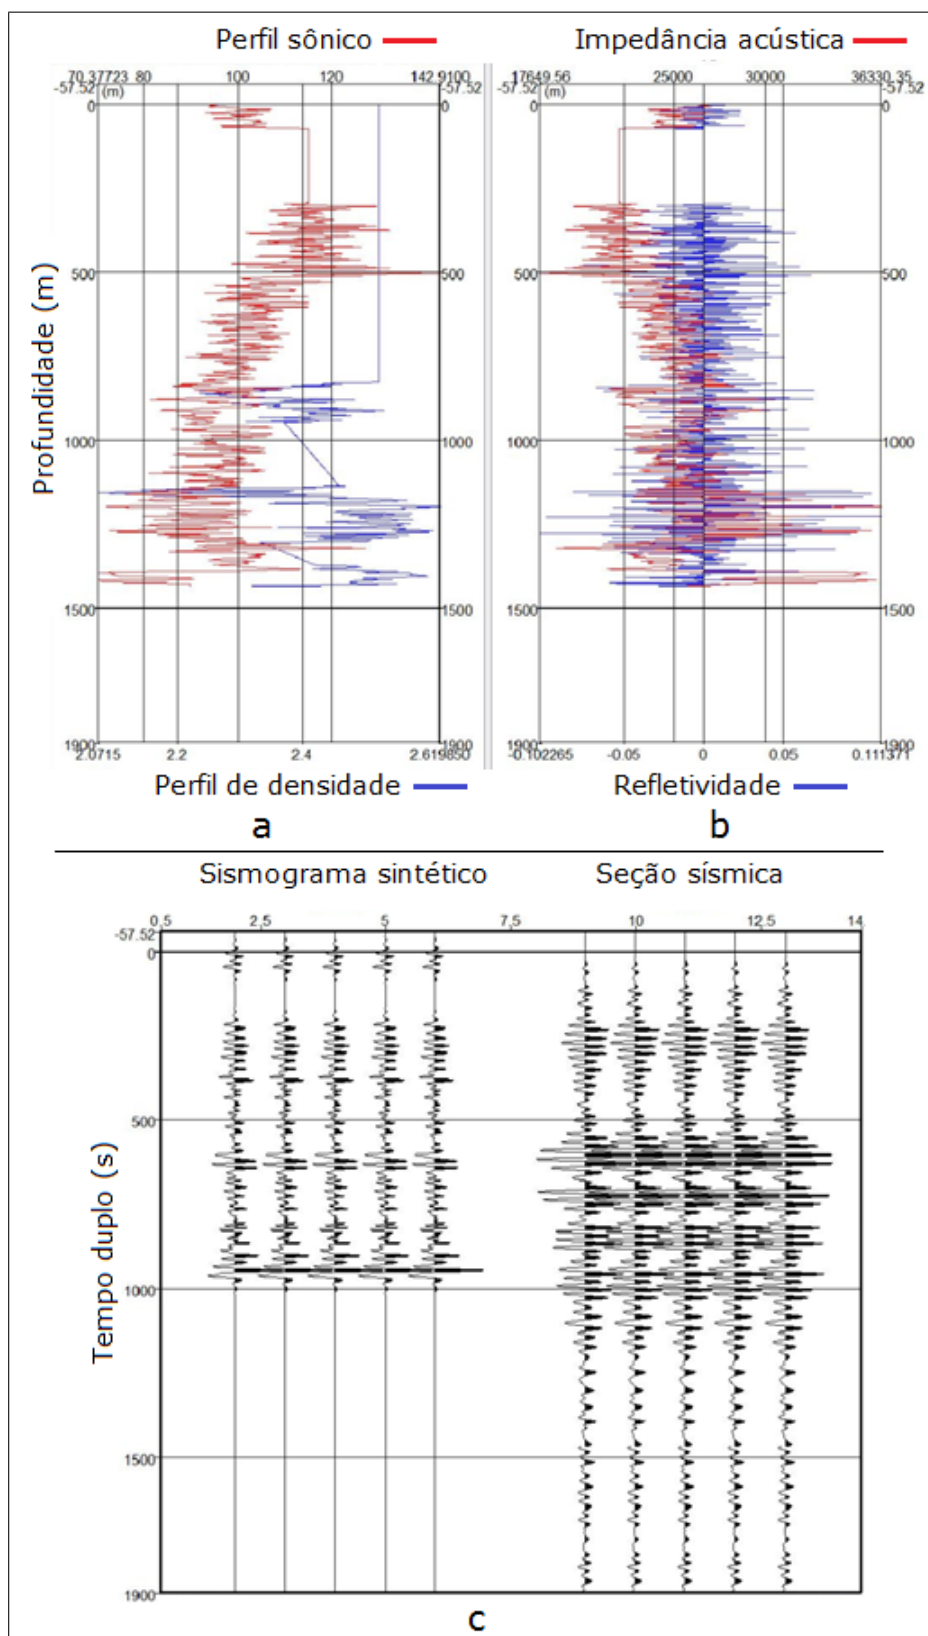 Perfil sônico Impedância acústica
70.37723 80 100 120 142.9100 17649.56 25000 0 30000 36330.35
-57.52 (m) -57.52 -57.52 (m) -57.52
0 0 0 0
500 500 500 500
Profundidade (m)
1000 1000 1000 1000
1500 1500 1500 1500
1900 1900 1900 1900
2.0715 2.2 2.4 2.619850 -0.102265 -0.05 0 0.05 0.111371
Perfil de densidade Refletividade
a b
Sismograma sintético Seção sísmica
0,5 2,5 5 7,5 10 12,5 14
-57.52
0
500
Tempo duplo (s)
1000
1500
1900
c